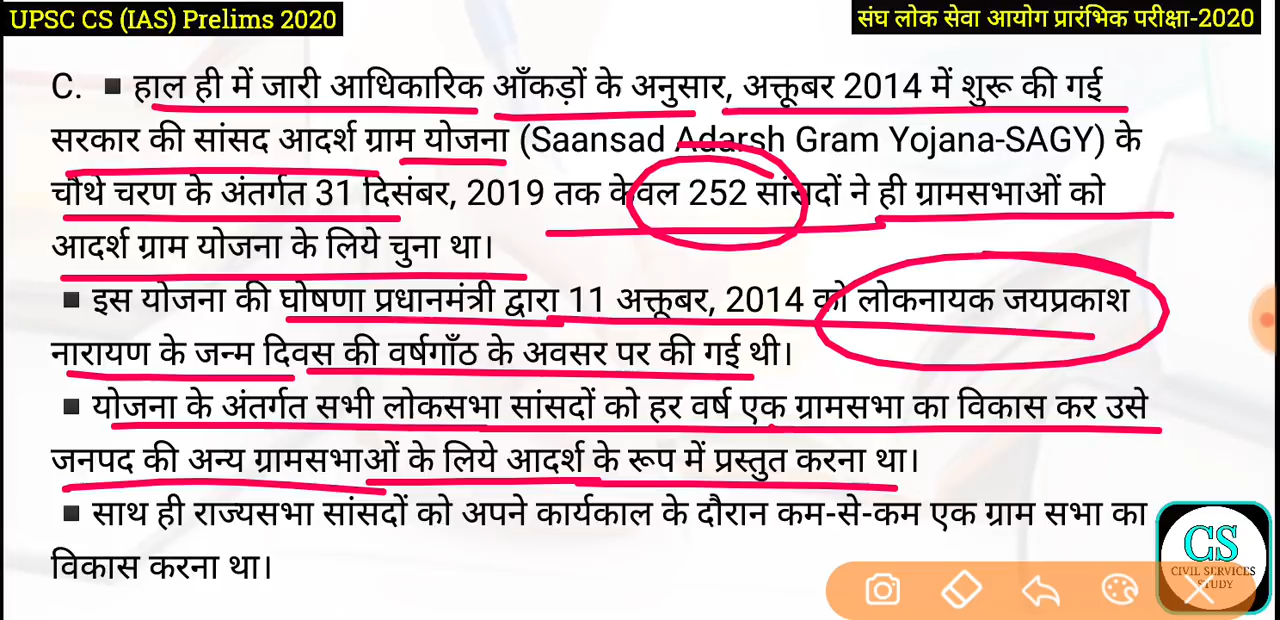 UPSC CS (IAS) Prelims 2020
संघ लोक सेवा आयोग प्रारंभिक परीक्षा-2020
C. ▪ हाल ही में जारी आधिकारिक आँकड़ों के अनुसार, अक्तूबर 2014 में शुरू की गई
सरकार की सांसद आदर्श ग्राम योजना (Saansad Adarsh Gram Yojana-SAGY) के
चौथे चरण के अंतर्गत 31 दिसंबर, 2019 तक केवल 252 सांसदों ने ही ग्रामसभाओं को
आदर्श ग्राम योजना के लिये चुना था।
▪ इस योजना की घोषणा प्रधानमंत्री द्वारा 11 अक्तूबर, 2014 को लोकनायक जयप्रकाश
नारायण के जन्म दिवस की वर्षगाँठ के अवसर पर की गई थी।
▪ योजना के अंतर्गत सभी लोकसभा सांसदों को हर वर्ष एक ग्रामसभा का विकास कर उसे
जनपद की अन्य ग्रामसभाओं के लिये आदर्श के रूप में प्रस्तुत करना था।
▪ साथ ही राज्यसभा सांसदों को अपने कार्यकाल के दौरान कम-से-कम एक ग्राम सभा का
विकास करना था।
CS
CIVIL SERVICES
STUDY